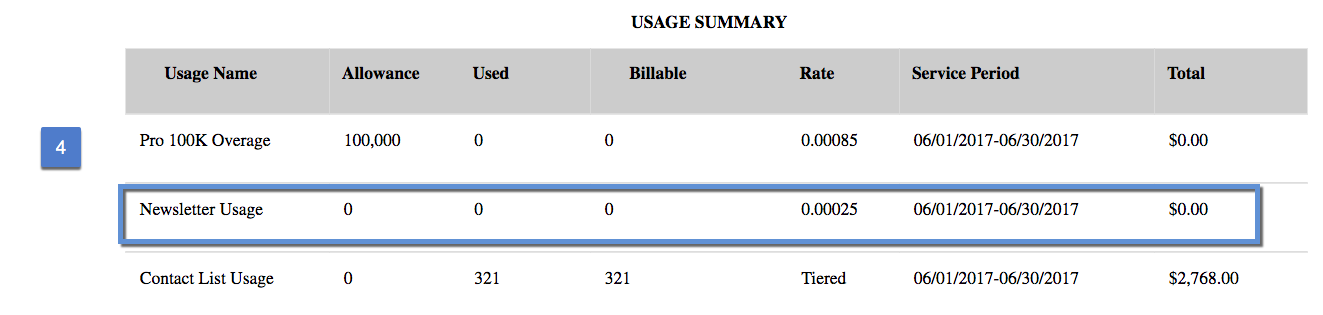 USAGE SUMMARY
Usage Name Allowance Used Billable Rate Service Period Total
4
Pro 100K Overage 100,000 0 0 0.00085 06/01/2017-06/30/2017 $0.00
Newsletter Usage 0 0 0 0.00025 06/01/2017-06/30/2017 $0.00
Contact List Usage 0 321 321 Tiered 06/01/2017-06/30/2017 $2,768.00